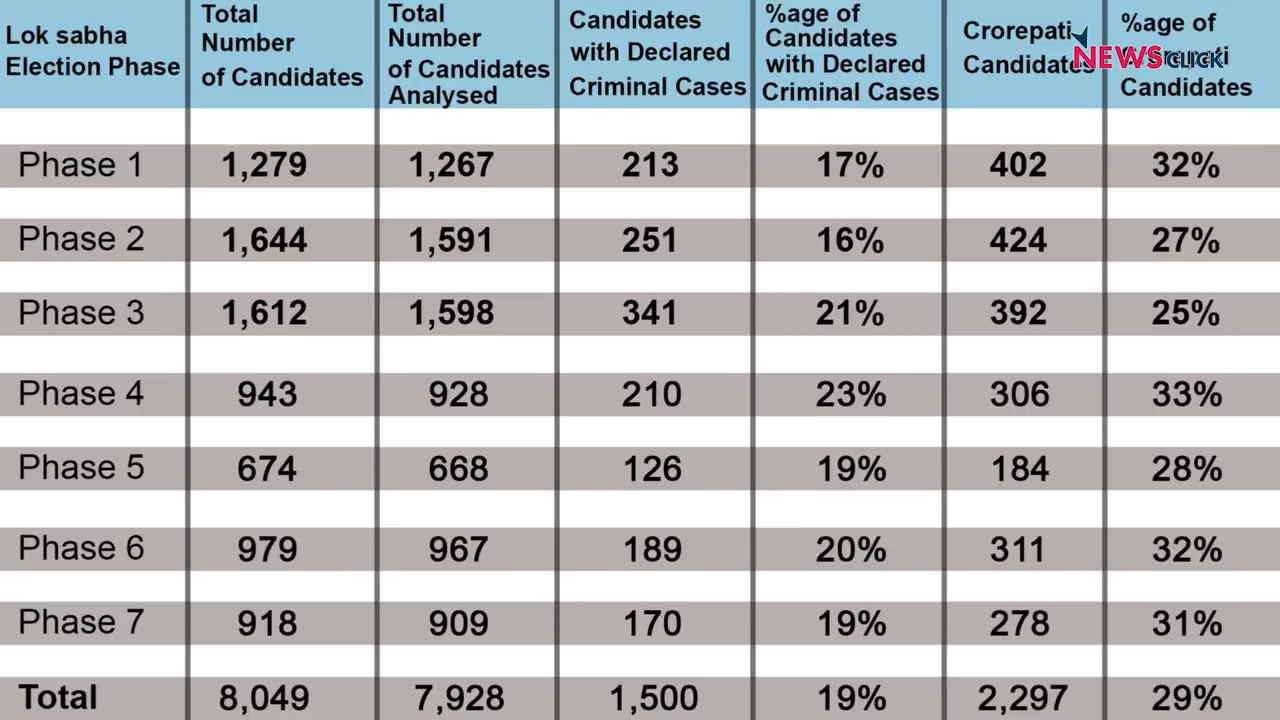 Lok sabha
Election Phase
Total
Number
of Candidates
Total
Number
of Candidates
Analysed
Candidates
with Declared
Criminal Cases
%age of
Candidates
with Declared
Criminal Cases
Crorepati
Candidates
%age of
Candidates
NEWSCLICK
Phase 1 1,279 1,267 213 17% 402 32%
Phase 2 1,644 1,591 251 16% 424 27%
Phase 3 1,612 1,598 341 21% 392 25%
Phase 4 943 928 210 23% 306 33%
Phase 5 674 668 126 19% 184 28%
Phase 6 979 967 189 20% 311 32%
Phase 7 918 909 170 19% 278 31%
Total 8,049 7,928 1,500 19% 2,297 29%